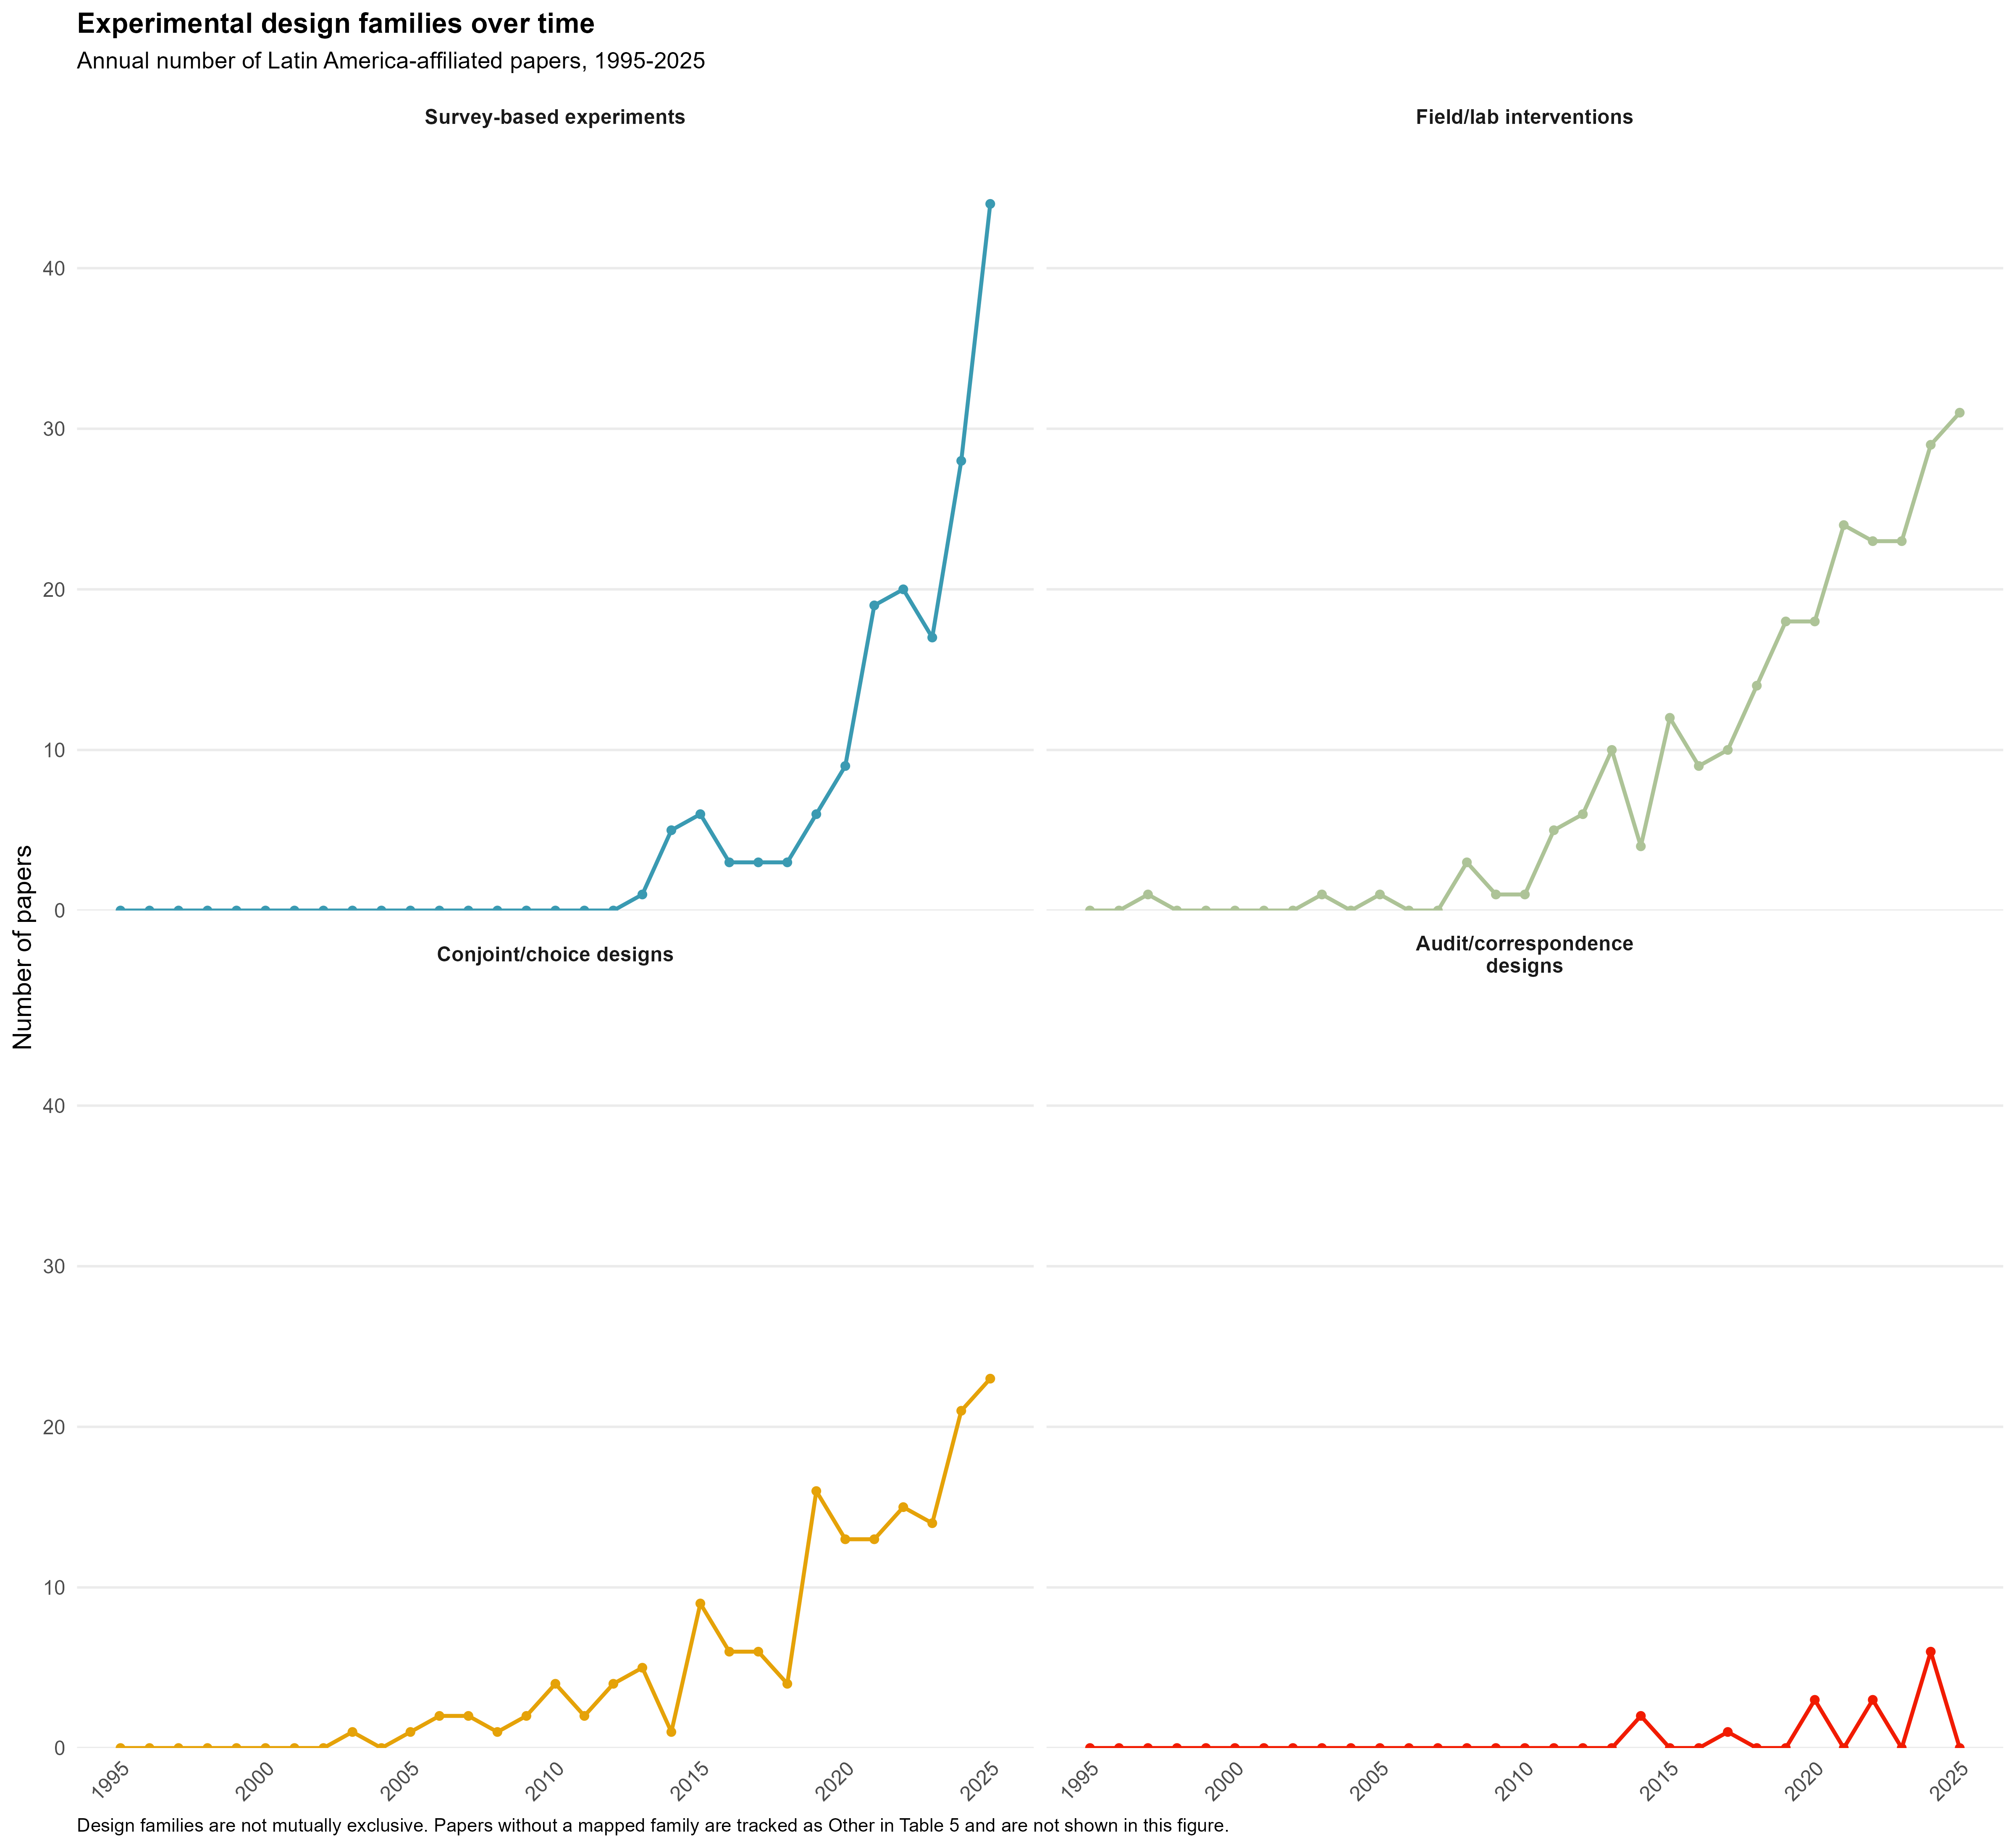 Experimental design families over time
Annual number of Latin America-affiliated papers, 1995-2025
Survey-based experiments
Field/lab interventions
40
30
20
10
0
Number of papers
Conjoint/choice designs
Audit/correspondence
designs
40
30
20
10
0
1995
2000
2005
2010
2015
2020
2025
1995
2000
2005
2010
2015
2020
2025
Design families are not mutually exclusive. Papers without a mapped family are tracked as Other in Table 5 and are not shown in this figure.